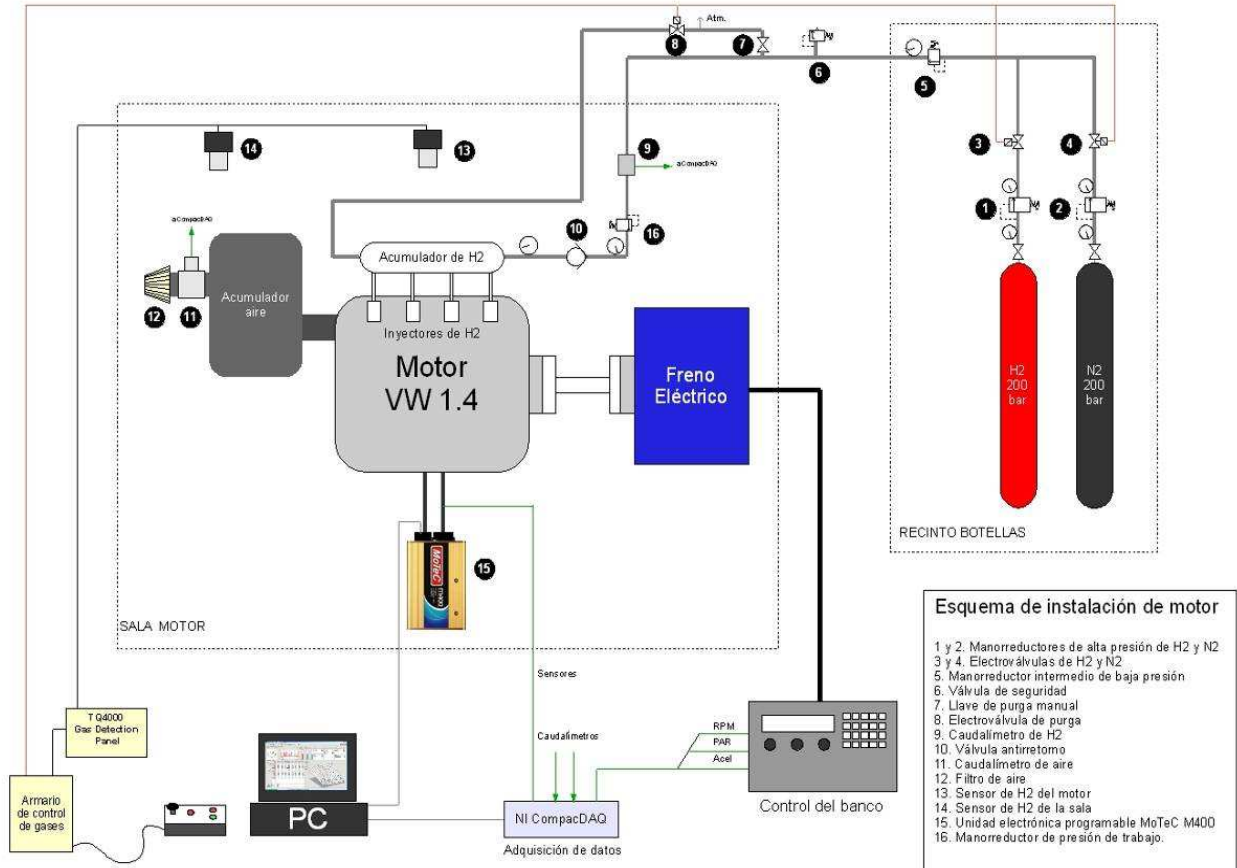 Atm.
8
7
6
5
14
13
3
4
9
aCompacDAQ
1
2
16
10
aCompacDAQ
Acumulador de H2
Acumulador
aire
12
11
Inyectores de H2
Motor
VW 1.4
Freno
Eléctrico
H2
200
bar
N2
200
bar
RECINTO BOTELLAS
MoTeC
M400
15
SALA MOTOR
Sensores
TQ4000
Gas Detection
Panel
Caudalímetros
RPM
PAR
Acel
Armario
de control
de gases
PC
NI CompacDAQ
Adquisición de datos
Control del banco
Esquema de instalación de motor
1 y 2. Manorreductores de alta presión de H2 y N2
3 y 4. Electroválvulas de H2 y N2
5. Manorreductor intermedio de baja presión
6. Válvula de seguridad
7. Llave de purga manual
8. Electroválvula de purga
9. Caudalímetro de H2
10. Válvula antirretorno
11. Caudalímetro de aire
12. Filtro de aire
13. Sensor de H2 del motor
14. Sensor de H2 de la sala
15. Unidad electrónica programable MoTeC M400
16. Manorreductor de presión de trabajo.